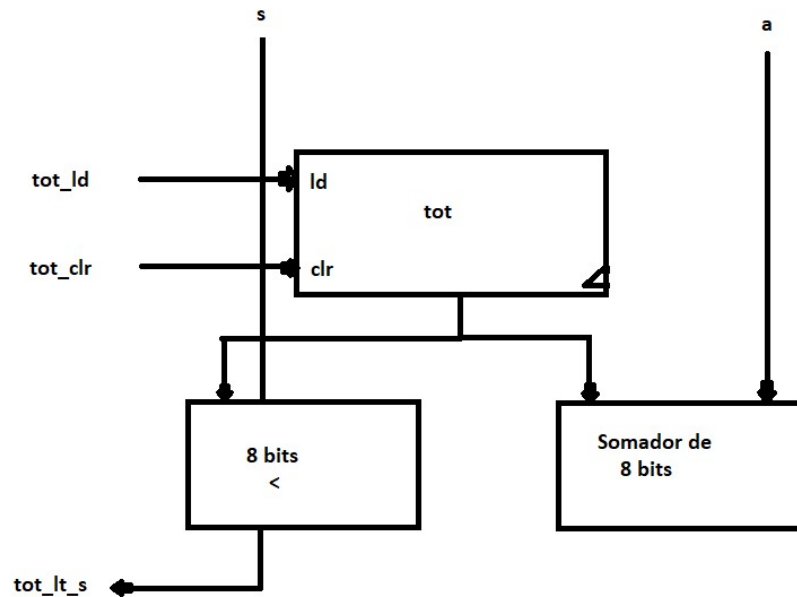 s
a
tot_ld
ld
tot
tot_clr
clr
8 bits
<
Somador de
8 bits
tot_lt_s